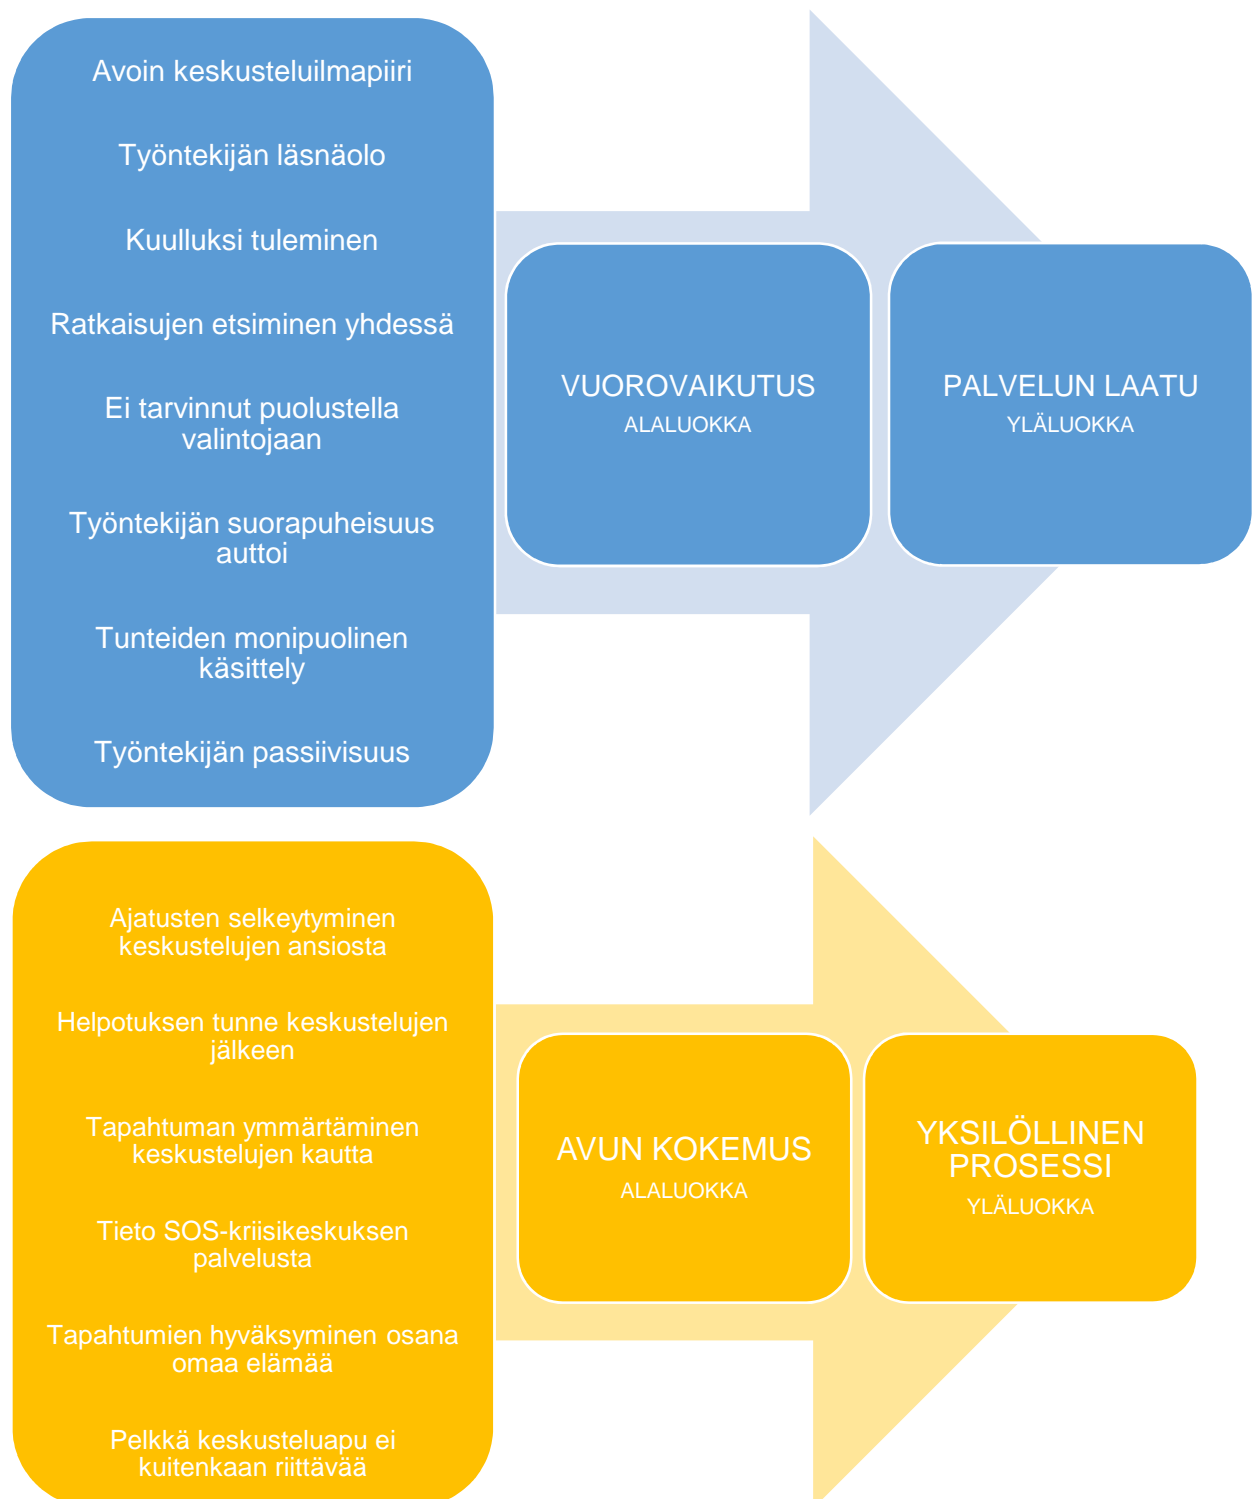 Avoin keskusteluilmapiiri
Työntekijän läsnäolo
Kuulluksi tuleminen
Ratkaisujen etsiminen yhdessä
Ei tarvinnut puolustella
valintojaan
Työntekijän suorapuheisuus
auttoi
Tunteiden monipuolinen
käsittely
Työntekijän passiivisuus
VUOROVAIKUTUS
ALALUOKKA
PALVELUN LAATU
YLÄLUOKKA
Ajatusten selkeytyminen
keskustelujen ansiosta
Helpotuksen tunne keskustelujen
jälkeen
Tapahtuman ymmärtäminen
keskustelujen kautta
Tieto SOS-kriisikeskuksen
palvelusta
Tapahtumien hyväksyminen osana
omaa elämää
Pelkkä keskusteluapu ei
kuitenkaan riittävää
AVUN KOKEMUS
ALALUOKKA
YKSILÖLLINEN
PROSESSI
YLÄLUOKKA